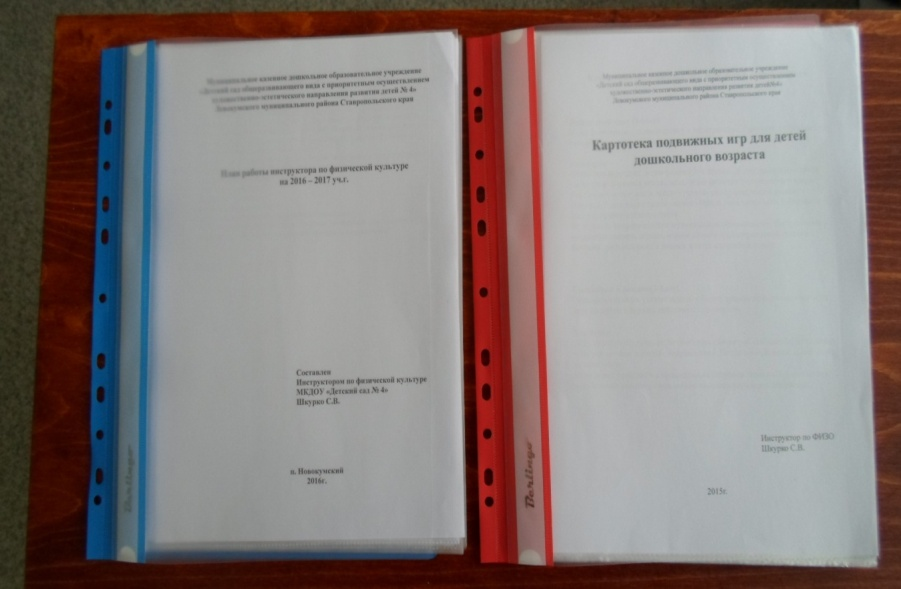 Муниципальное казенное дошкольное образовательное учреждение
«Детский сад общеразвивающего вида с приоритетным осуществлением
художественно-эстетического направления развития детей № 4»
Левокумского муниципального района Ставропольского края
План работы инструктора по физической культуре
на 2016 – 2017 уч.г.
Составлен
Инструктором по физической культуре
МКДОУ «Детский сад № 4»
Шкурко С.В.
п. Новокумский
2016г.
Berlingo
Муниципальное казенное дошкольное образовательное учреждение
«Детский сад общеразвивающего вида с приоритетным осуществлением
художественно-эстетического направления развития детей№4»
Левокумского муниципального района Ставропольского края
Картотека подвижных игр для детей
дошкольного возраста
Инструктор по ФИЗО:
Шкурко С.В.
2015г.
Berlingo